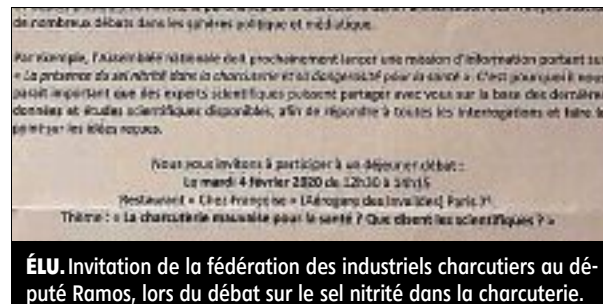 de nombreux débats dans les sphères politique et médiatique.
Par exemple, l'Assemblée nationale doit prochainement lancer une mission d'information portant sur
« La présence du sel nitrité dans la charcuterie et sa dangerosité pour la santé ». C'est pourquoi il nous
paraît important que des experts scientifiques puissent partager avec vous sur la base des dernières
données et études scientifiques disponibles, afin de répondre à toutes les interrogations et faire le
point sur les idées reçues.
Nous vous invitons à participer à un déjeuner débat :
Le mardi 4 février 2020 de 12h30 à 14h15
Restaurant « Chez Françoise » (Aérogare des Invalides) Paris 7e
Thème : « La charcuterie mauvaise pour la santé ? Que disent les scientifiques ? »
ÉLU. Invitation de la fédération des industriels charcutiers au dé-
puté Ramos, lors du débat sur le sel nitrité dans la charcuterie.